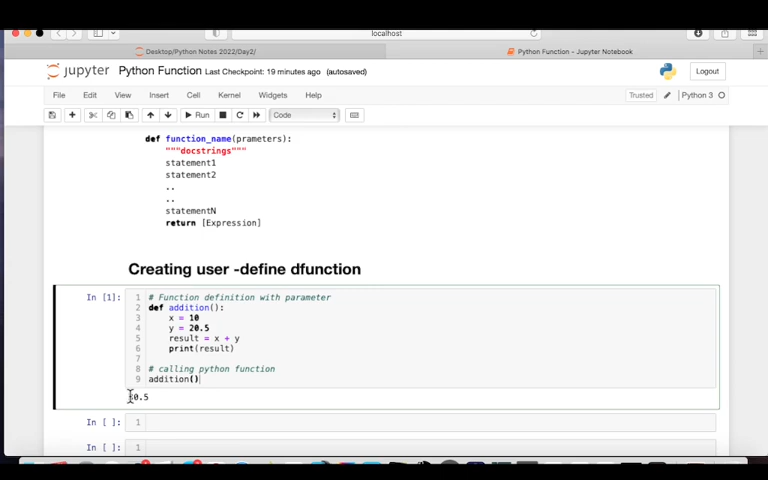 localhost
Desktop/Python Notes 2022/Day2/
Python Function - Jupyter Notebook
jupyter Python Function Last Checkpoint: 19 minutes ago (autosaved)
Logout
File Edit View Insert Cell Kernel Widgets Help
Trusted Python 3
Run Code
def function_name(prameters):
"""docstrings"""
statement1
statement2
..
..
statementN
return [Expression]
Creating user -define dfunction
In [1]:
1 # Function definition with parameter
2 def addition():
3 x = 10
4 y = 20.5
5 result = x + y
6 print(result)
7
8 # calling python function
9 addition()
0.5
In [ ]: 1
In [ ]: 1